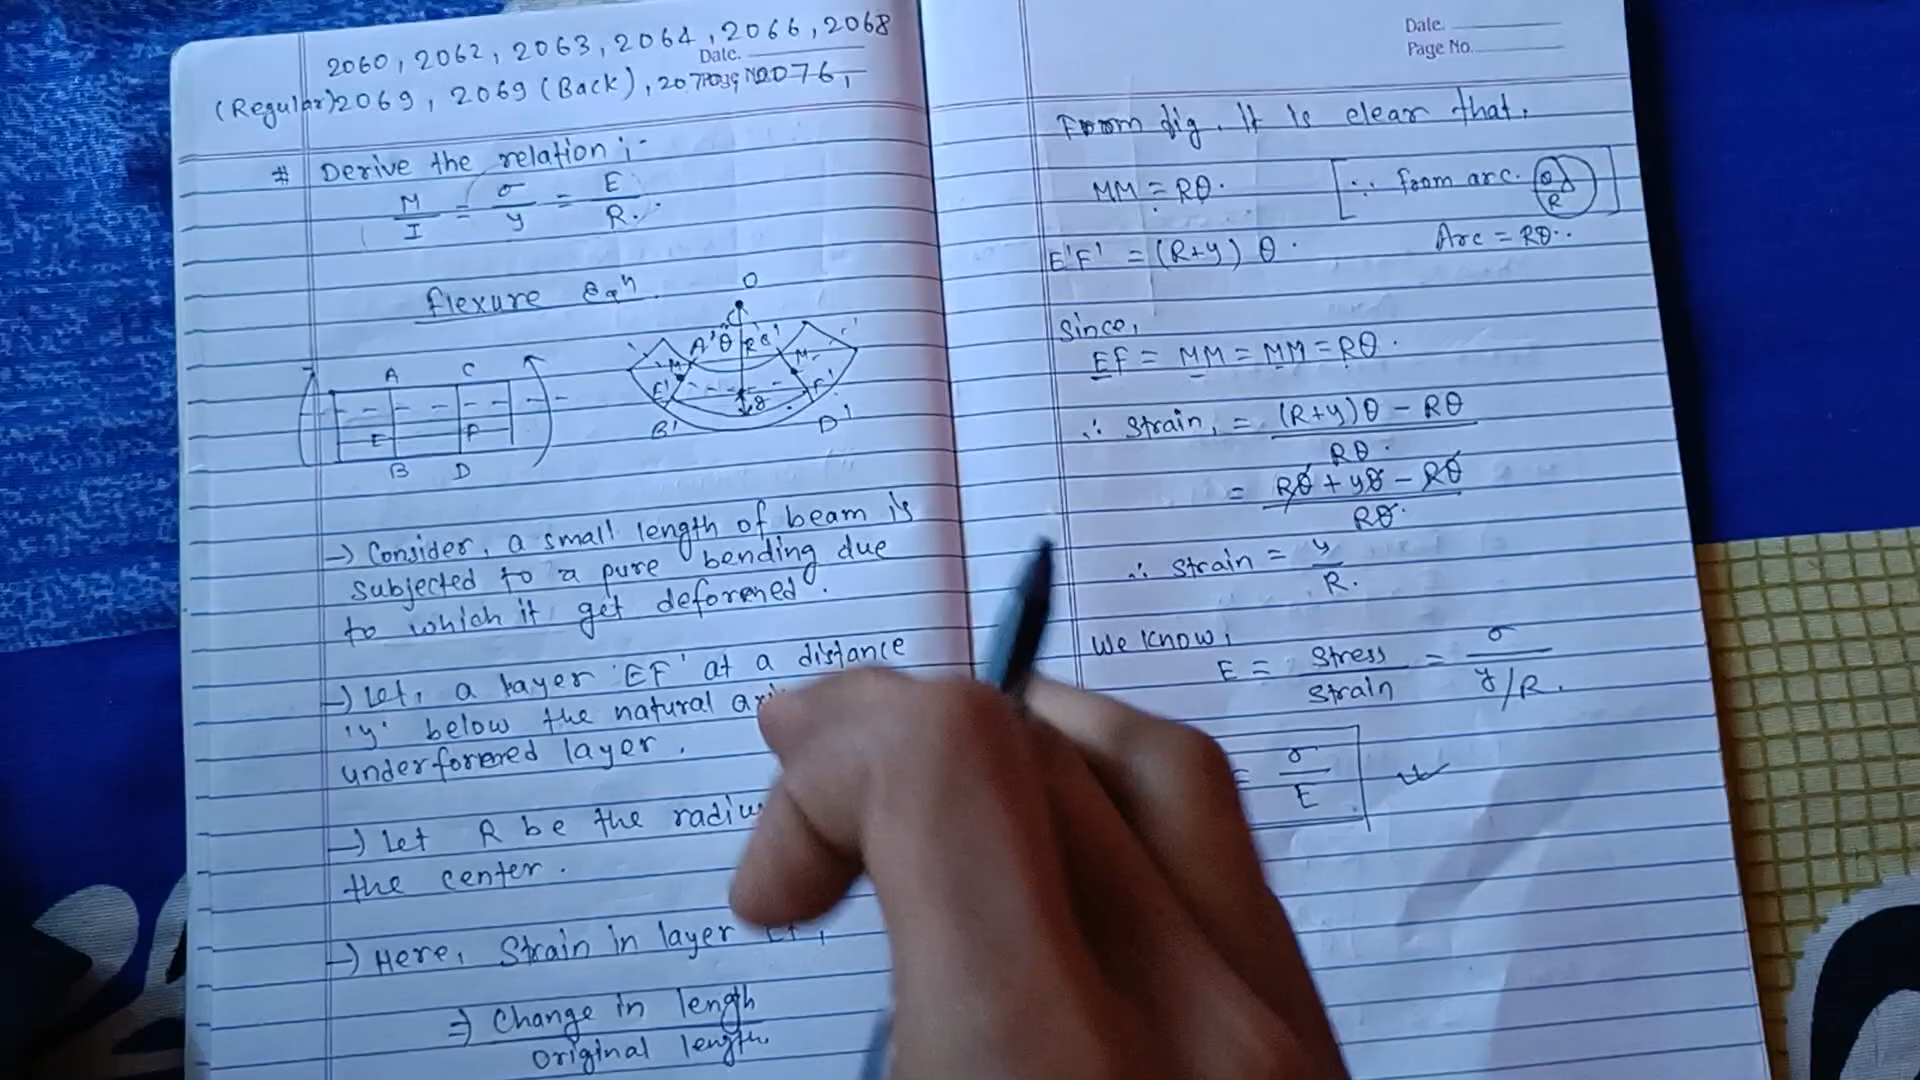 2060, 2062, 2063, 2064, 2066, 2068
Date.
(Regular) 2069, 2069 (Back), 2076,
# Derive the relation;-
M/I = σ/y = E/R.
flexure eqn.
O
A' θ R C'
M M
E' F'
B' D'
A C
E F
B D
→ Consider, a small length of beam is
subjected to a pure bending due
to which it get deformed.
→ Let, a layer 'EF' at a distance
'y' below the natural
underformed layer.
→ Let R be the
the center.
→ Here, Strain in layer
⇒ Change in length
original length.
Date.
Page No.
From fig. It is clear that,
MM = Rθ. [∵ from arc. θ R]
Arc = Rθ..
E'F' = (R+y) θ.
Since,
EF = MM = MM = Rθ.
∴ Strain, = (R+y)θ - Rθ
Rθ.
= Rθ + yθ - Rθ
Rθ.
∴ Strain = y/R.
We Know,
E = Stress/Strain = σ/y/R.
= σ/E